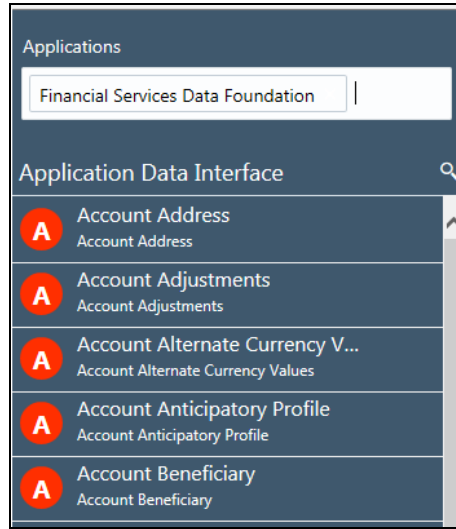 Applications
Financial Services Data Foundation
Application Data Interface
A
Account Address
Account Address
A
Account Adjustments
Account Adjustments
A
Account Alternate Currency V...
Account Alternate Currency Values
A
Account Anticipatory Profile
Account Anticipatory Profile
A
Account Beneficiary
Account Beneficiary